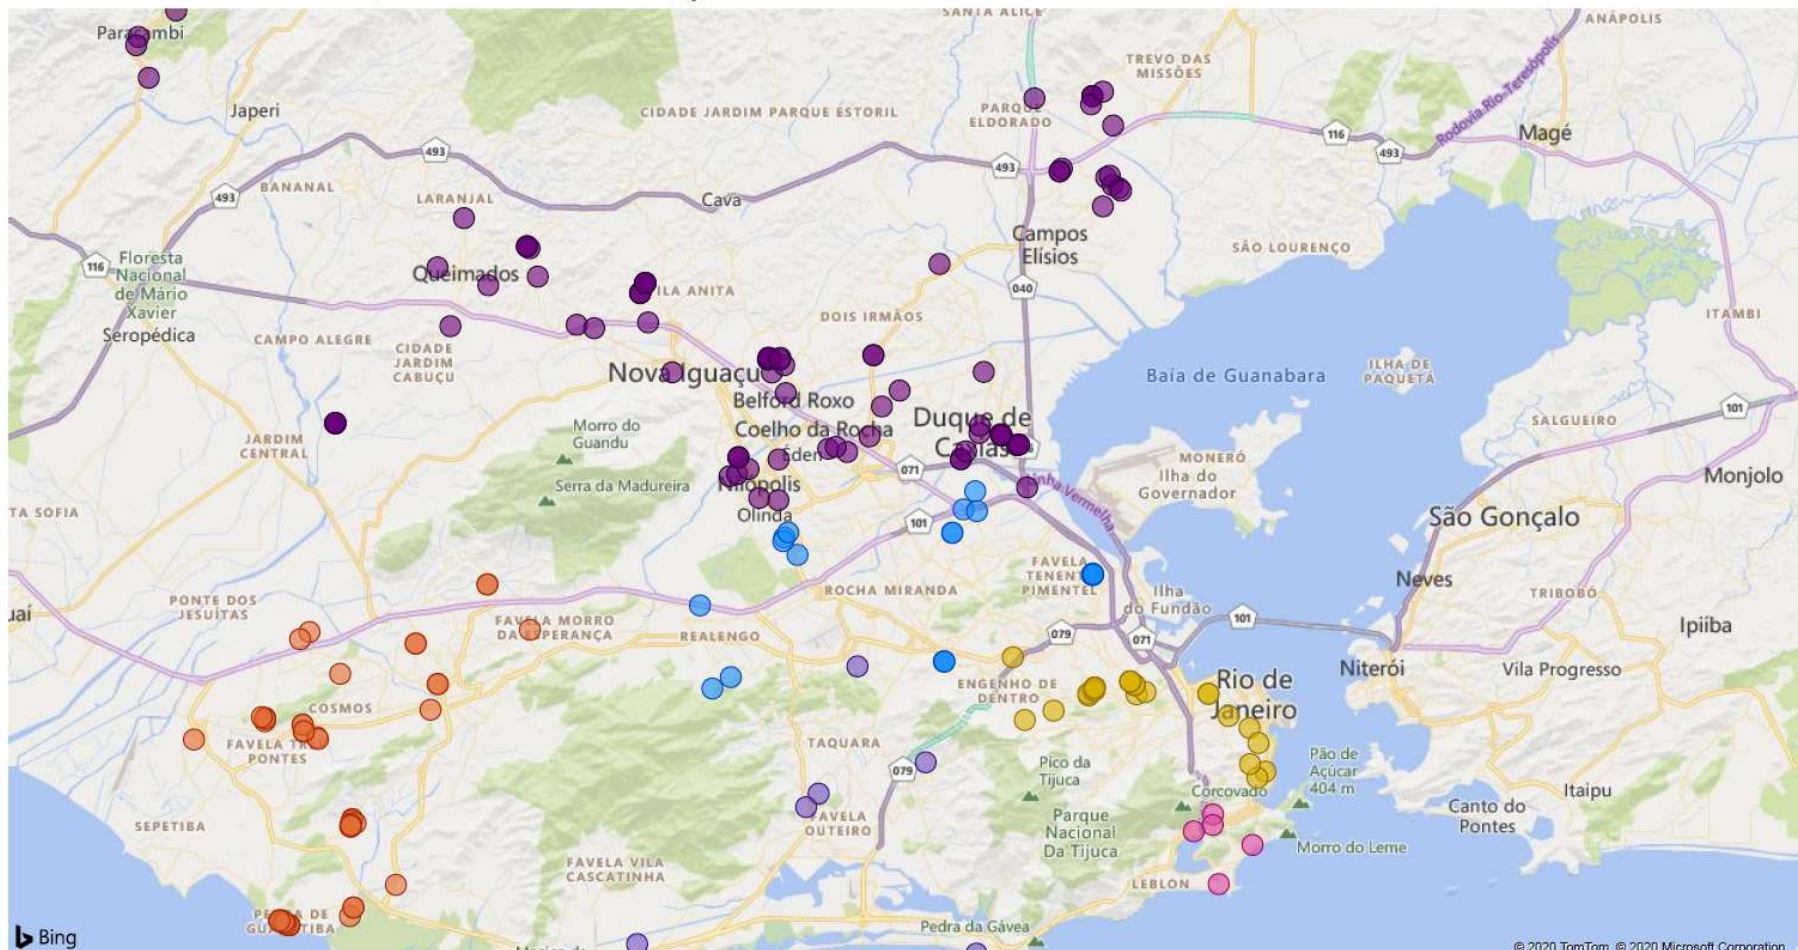 SANTA ALICE
ANÁPOLIS
Paracambi
TREVO DAS
MISSÕES
Japeri
CIDADE JARDIM PARQUE ESTORIL
PARQUE
ELDORADO
Rodovia Rio-Teresópolis
116
Magé
493
493
493
BANANAL
LARANJAL
493
Cava
Campos
Elísios
SÃO LOURENÇO
116
Floresta
Nacional
de Mário
Xavier
Queimados
040
ITAMBI
DOIS IRMÃOS
Seropédica
CAMPO ALEGRE
CIDADE
JARDIM
CABUÇU
Nova Iguaçu
Baía de Guanabara
ILHA DE
PAQUETÁ
Belford Roxo
101
Duque de
Caxias
SALGUEIRO
Morro do
Guandu
Coelho da Rocha
JARDIM
CENTRAL
Éden
MONERÓ
071
Ilha do
Governador
Monjolo
Serra da Madureira
Nilópolis
Linha Vermelha
TA SOFIA
Olinda
101
São Gonçalo
FAVELA
TENENTE
PIMENTEL
Neves
ROCHA MIRANDA
Ilha
do Fundão
TRIBOBÓ
PONTE DOS
JESUÍTAS
uaí
FAVELA MORRO
DA ESPERANÇA
REALENGO
079
071
101
Ipiíba
Niterói
Vila Progresso
ENGENHO DE
DENTRO
Rio de
Janeiro
COSMOS
FAVELA TRÊS
PONTES
TAQUARA
Pico da
Tijuca
079
Pão de
Açúcar
404 m
Corcovado
Itaipu
Canto do
Pontes
SEPETIBA
FAVELA
OUTEIRO
Parque
Nacional
Da Tijuca
Morro do Leme
FAVELA VILA
CASCATINHA
LEBLON
PEDRA DE
GUARATIBA
Pedra da Gávea
Bing
© 2020 TomTom, © 2020 Microsoft Corporation